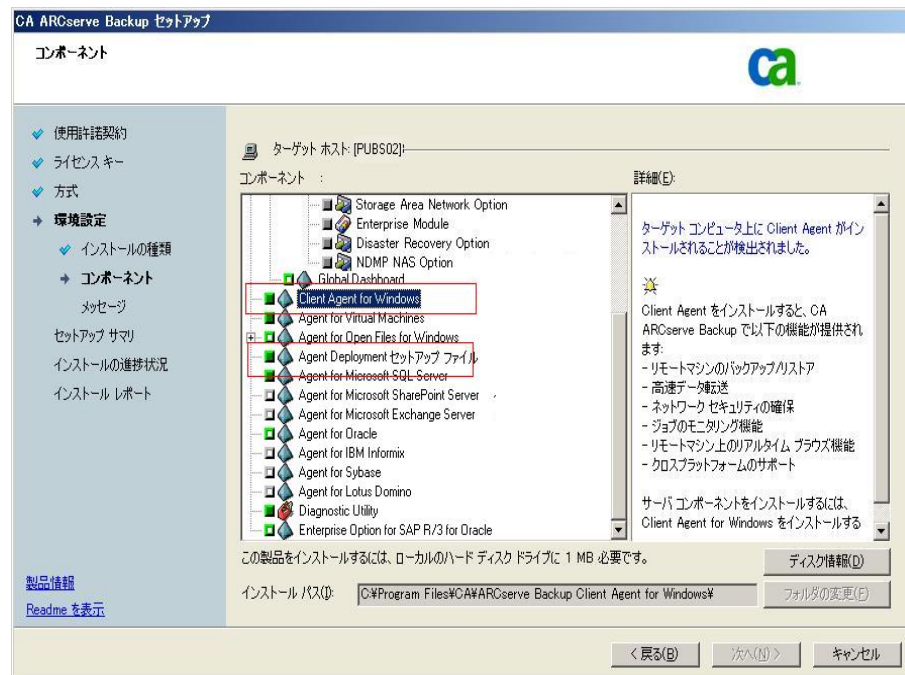 CA ARCserve Backup セットアップ
コンポーネント
ca
使用許諾契約
ライセンス キー
方式
環境設定
インストールの種類
コンポーネント
メッセージ
セットアップ サマリ
インストールの進捗状況
インストール レポート
製品情報
Readme を表示
ターゲット ホスト: [PUBS02]:
コンポーネント :
Storage Area Network Option
Enterprise Module
Disaster Recovery Option
NDMP NAS Option
Global Dashboard
Client Agent for Windows
Agent for Virtual Machines
Agent for Open Files for Windows
Agent Deployment セットアップ ファイル
Agent for Microsoft SQL Server
Agent for Microsoft SharePoint Server
Agent for Microsoft Exchange Server
Agent for Oracle
Agent for IBM Informix
Agent for Sybase
Agent for Lotus Domino
Diagnostic Utility
Enterprise Option for SAP R/3 for Oracle
詳細(E):
ターゲット コンピュータ上に Client Agent がイン
ストールされることが検出されました。
Client Agent をインストールすると、CA
ARCserve Backup で以下の機能が提供され
ます:
- リモートマシンのバックアップ/リストア
- 高速データ転送
- ネットワーク セキュリティの確保
- ジョブのモニタリング機能
- リモートマシン上のリアルタイム ブラウズ機能
- クロスプラットフォームのサポート
サーバ コンポーネントをインストールするには、
Client Agent for Windows をインストールする
この製品をインストールするには、ローカルのハード ディスク ドライブに 1 MB 必要です。
ディスク情報(D)
インストール パス(I):
C:¥Program Files¥CA¥ARCserve Backup Client Agent for Windows¥
フォルダの変更(F)
< 戻る(B)
次へ(N) >
キャンセル